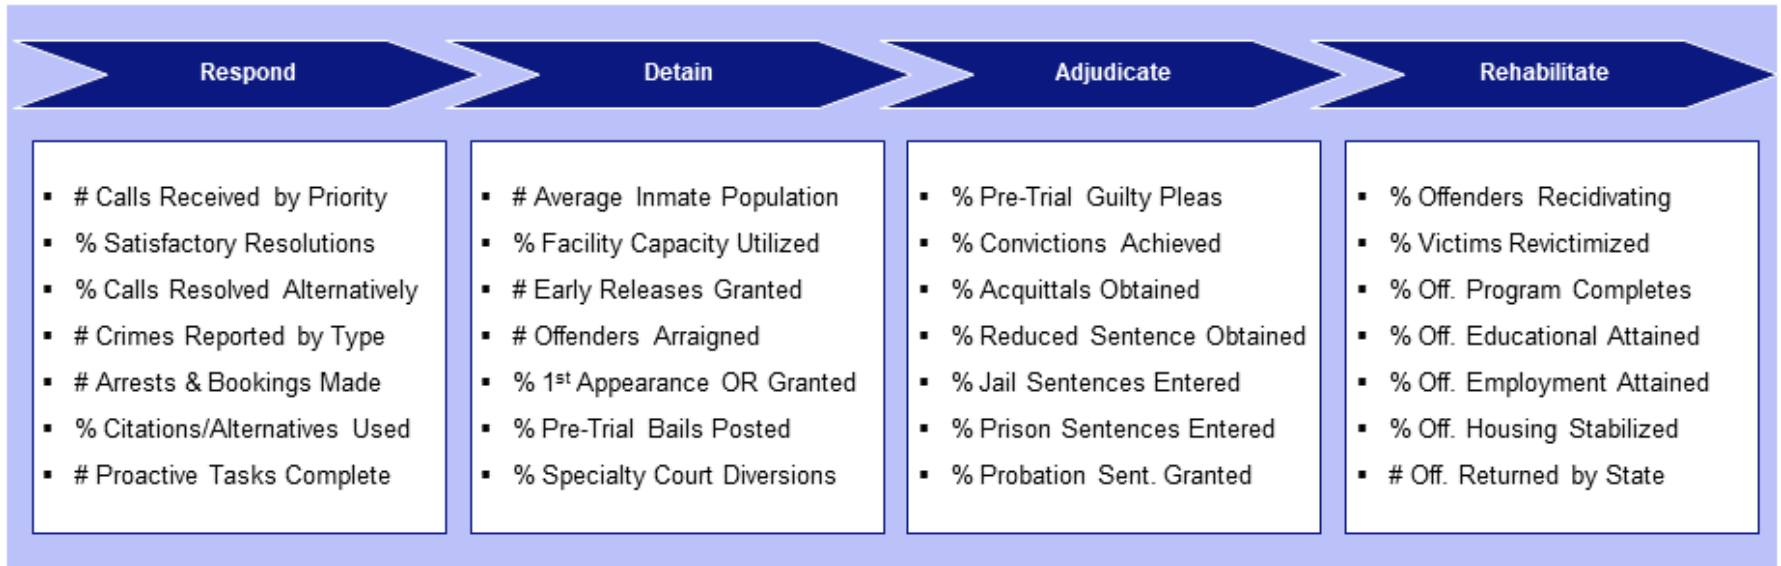 Respond
Detain
Adjudicate
Rehabilitate
▪ # Calls Received by Priority
▪ % Satisfactory Resolutions
▪ % Calls Resolved Alternatively
▪ # Crimes Reported by Type
▪ # Arrests & Bookings Made
▪ % Citations/Alternatives Used
▪ # Proactive Tasks Complete
▪ # Average Inmate Population
▪ % Facility Capacity Utilized
▪ # Early Releases Granted
▪ # Offenders Arraigned
▪ % 1st Appearance OR Granted
▪ % Pre-Trial Bails Posted
▪ % Specialty Court Diversions
▪ % Pre-Trial Guilty Pleas
▪ % Convictions Achieved
▪ % Acquittals Obtained
▪ % Reduced Sentence Obtained
▪ % Jail Sentences Entered
▪ % Prison Sentences Entered
▪ % Probation Sent. Granted
▪ % Offenders Recidivating
▪ % Victims Revictimized
▪ % Off. Program Completes
▪ % Off. Educational Attained
▪ % Off. Employment Attained
▪ % Off. Housing Stabilized
▪ # Off. Returned by State